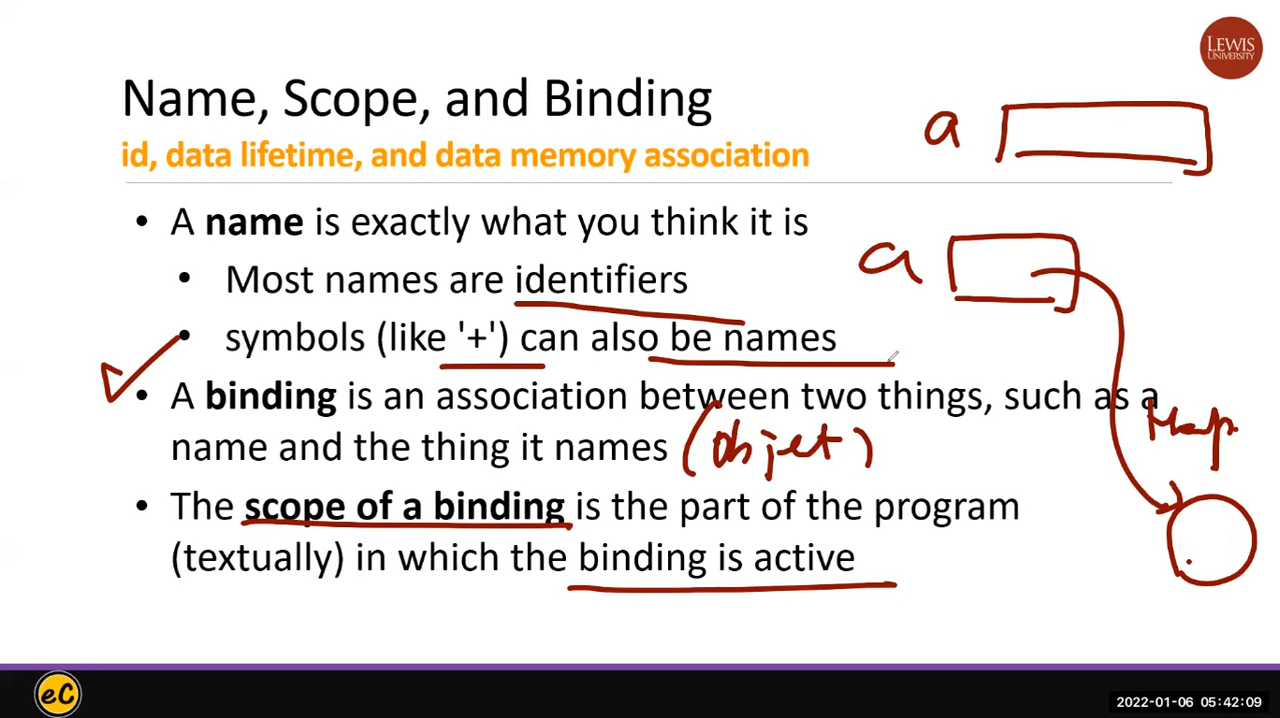 LEWIS
UNIVERSITY
Name, Scope, and Binding
id, data lifetime, and data memory association
a
• A name is exactly what you think it is
a
• Most names are identifiers
• symbols (like '+') can also be names
• A binding is an association between two things, such as a
name and the thing it names (objet)
• The scope of a binding is the part of the program
(textually) in which the binding is active
eC
2022-01-06 05:42:09